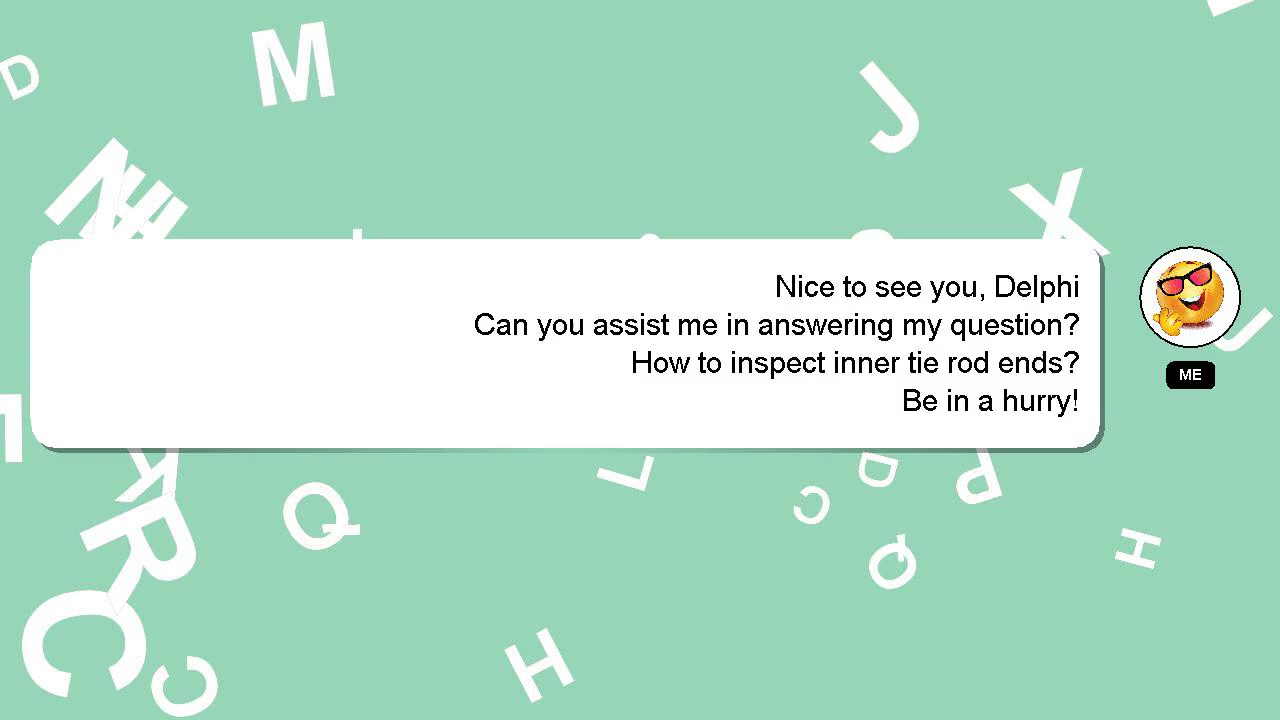 Nice to see you, Delphi
Can you assist me in answering my question?
How to inspect inner tie rod ends?
Be in a hurry!
ME